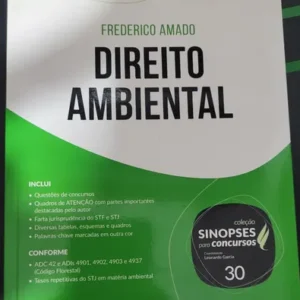 FREDERICO AMADO
DIREITO
AMBIENTAL
INCLUI
• Questões de concursos
• Quadros de ATENÇÃO com partes importantes
destacadas pelo autor
• Farta jurisprudência do STF e STJ
• Diversas tabelas, esquemas e quadros
• Palavras-chave marcadas em outra cor
CONFORME
• ADC 42 e ADIs 4901, 4902, 4903 e 4937
(Código Florestal)
• Teses repetitivas do STJ em matéria ambiental
coleção
SINOPSES
para concursos
Leonardo Garcia
30